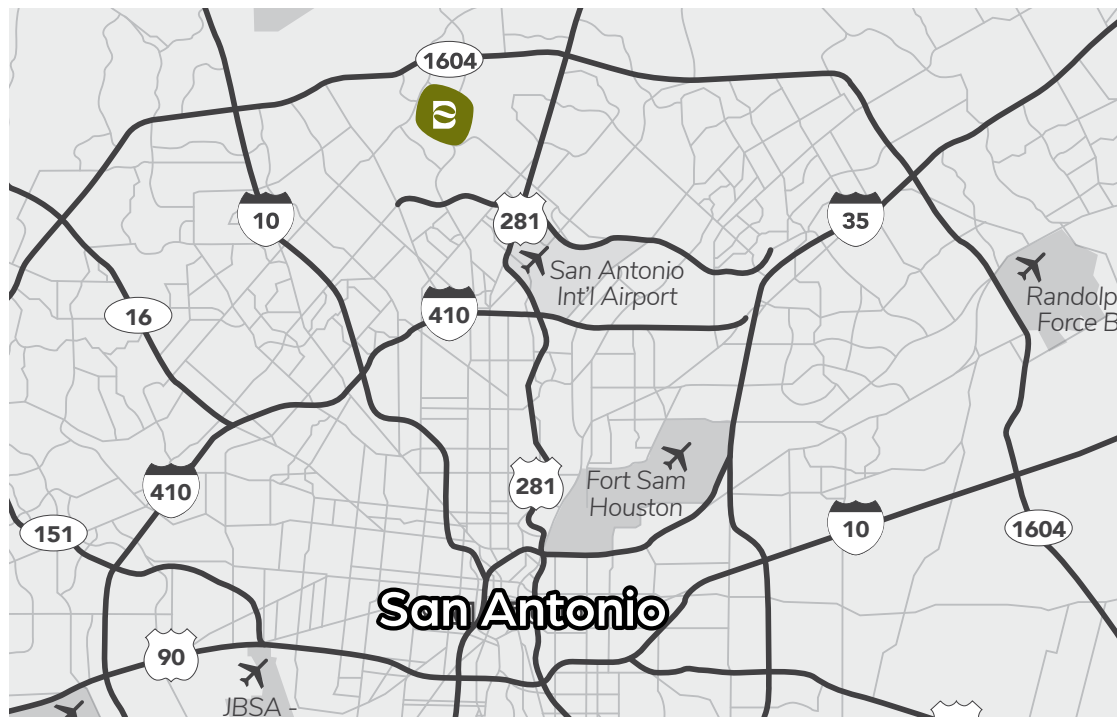 1604
10
281
35
San Antonio
Int'l Airport
Randolp
Force B
16
410
281
Fort Sam
Houston
410
151
10
1604
San Antonio
90
JBSA -